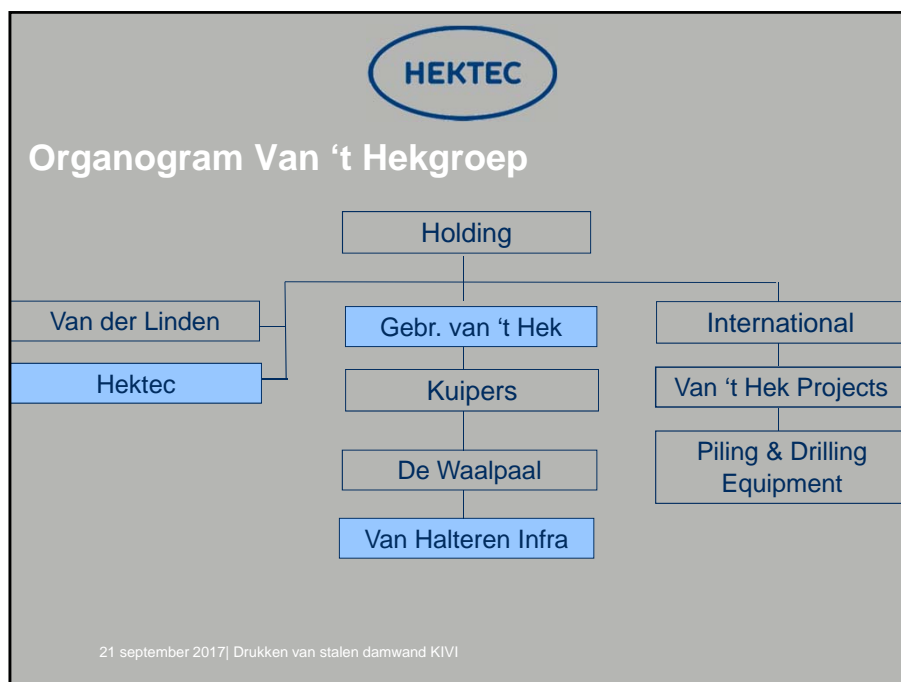 HEKTEC
Organogram Van ‘t Hekgroep
Holding
Van der Linden
Hektec
Gebr. van ‘t Hek
Kuipers
De Waalpaal
Van Halteren Infra
International
Van ‘t Hek Projects
Piling & Drilling
Equipment
21 september 2017| Drukken van stalen damwand KIVI